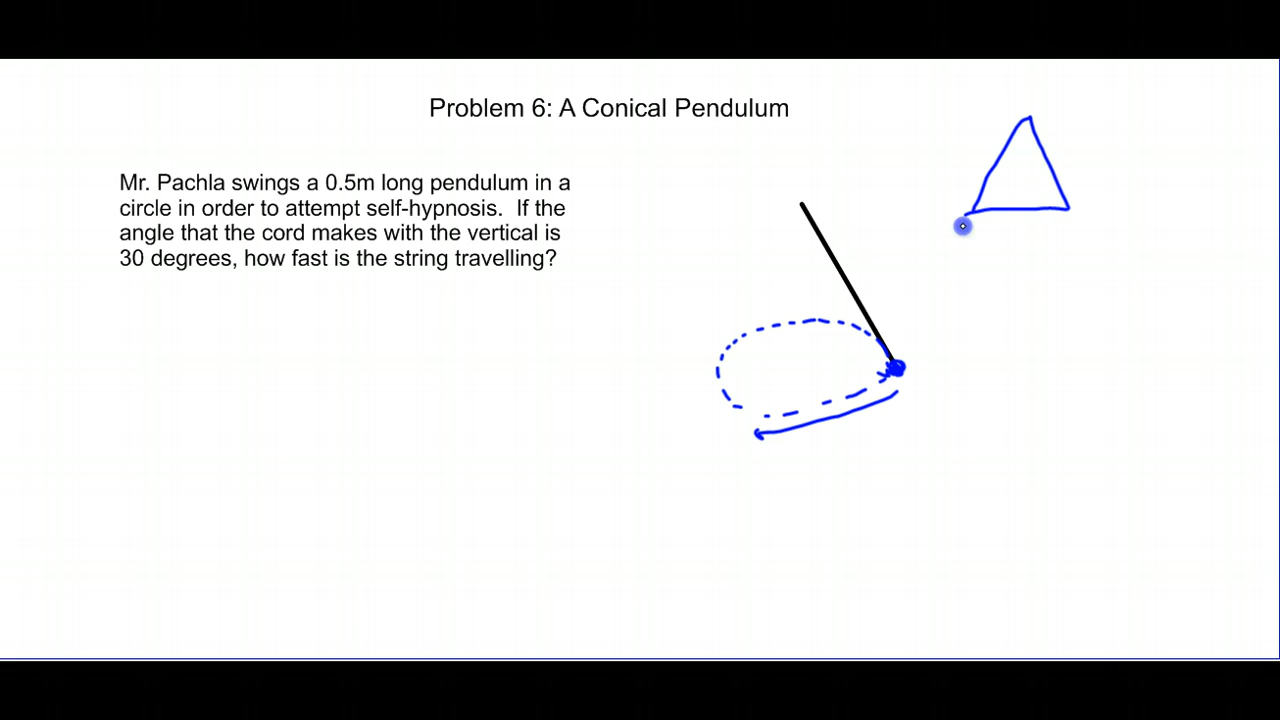 Problem 6: A Conical Pendulum
Mr. Pachla swings a 0.5m long pendulum in a
circle in order to attempt self-hypnosis.  If the
angle that the cord makes with the vertical is
30 degrees, how fast is the string travelling?